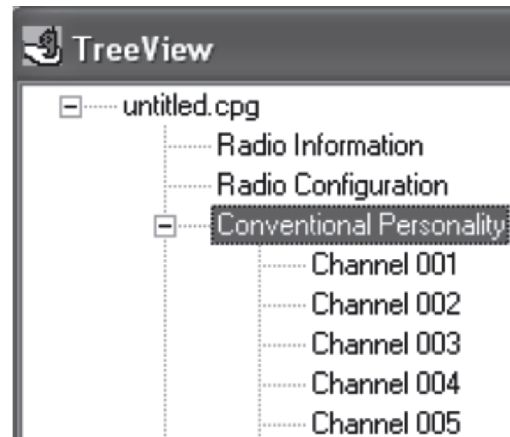 TreeView
untitled.cpg
Radio Information
Radio Configuration
Conventional Personality
Channel 001
Channel 002
Channel 003
Channel 004
Channel 005